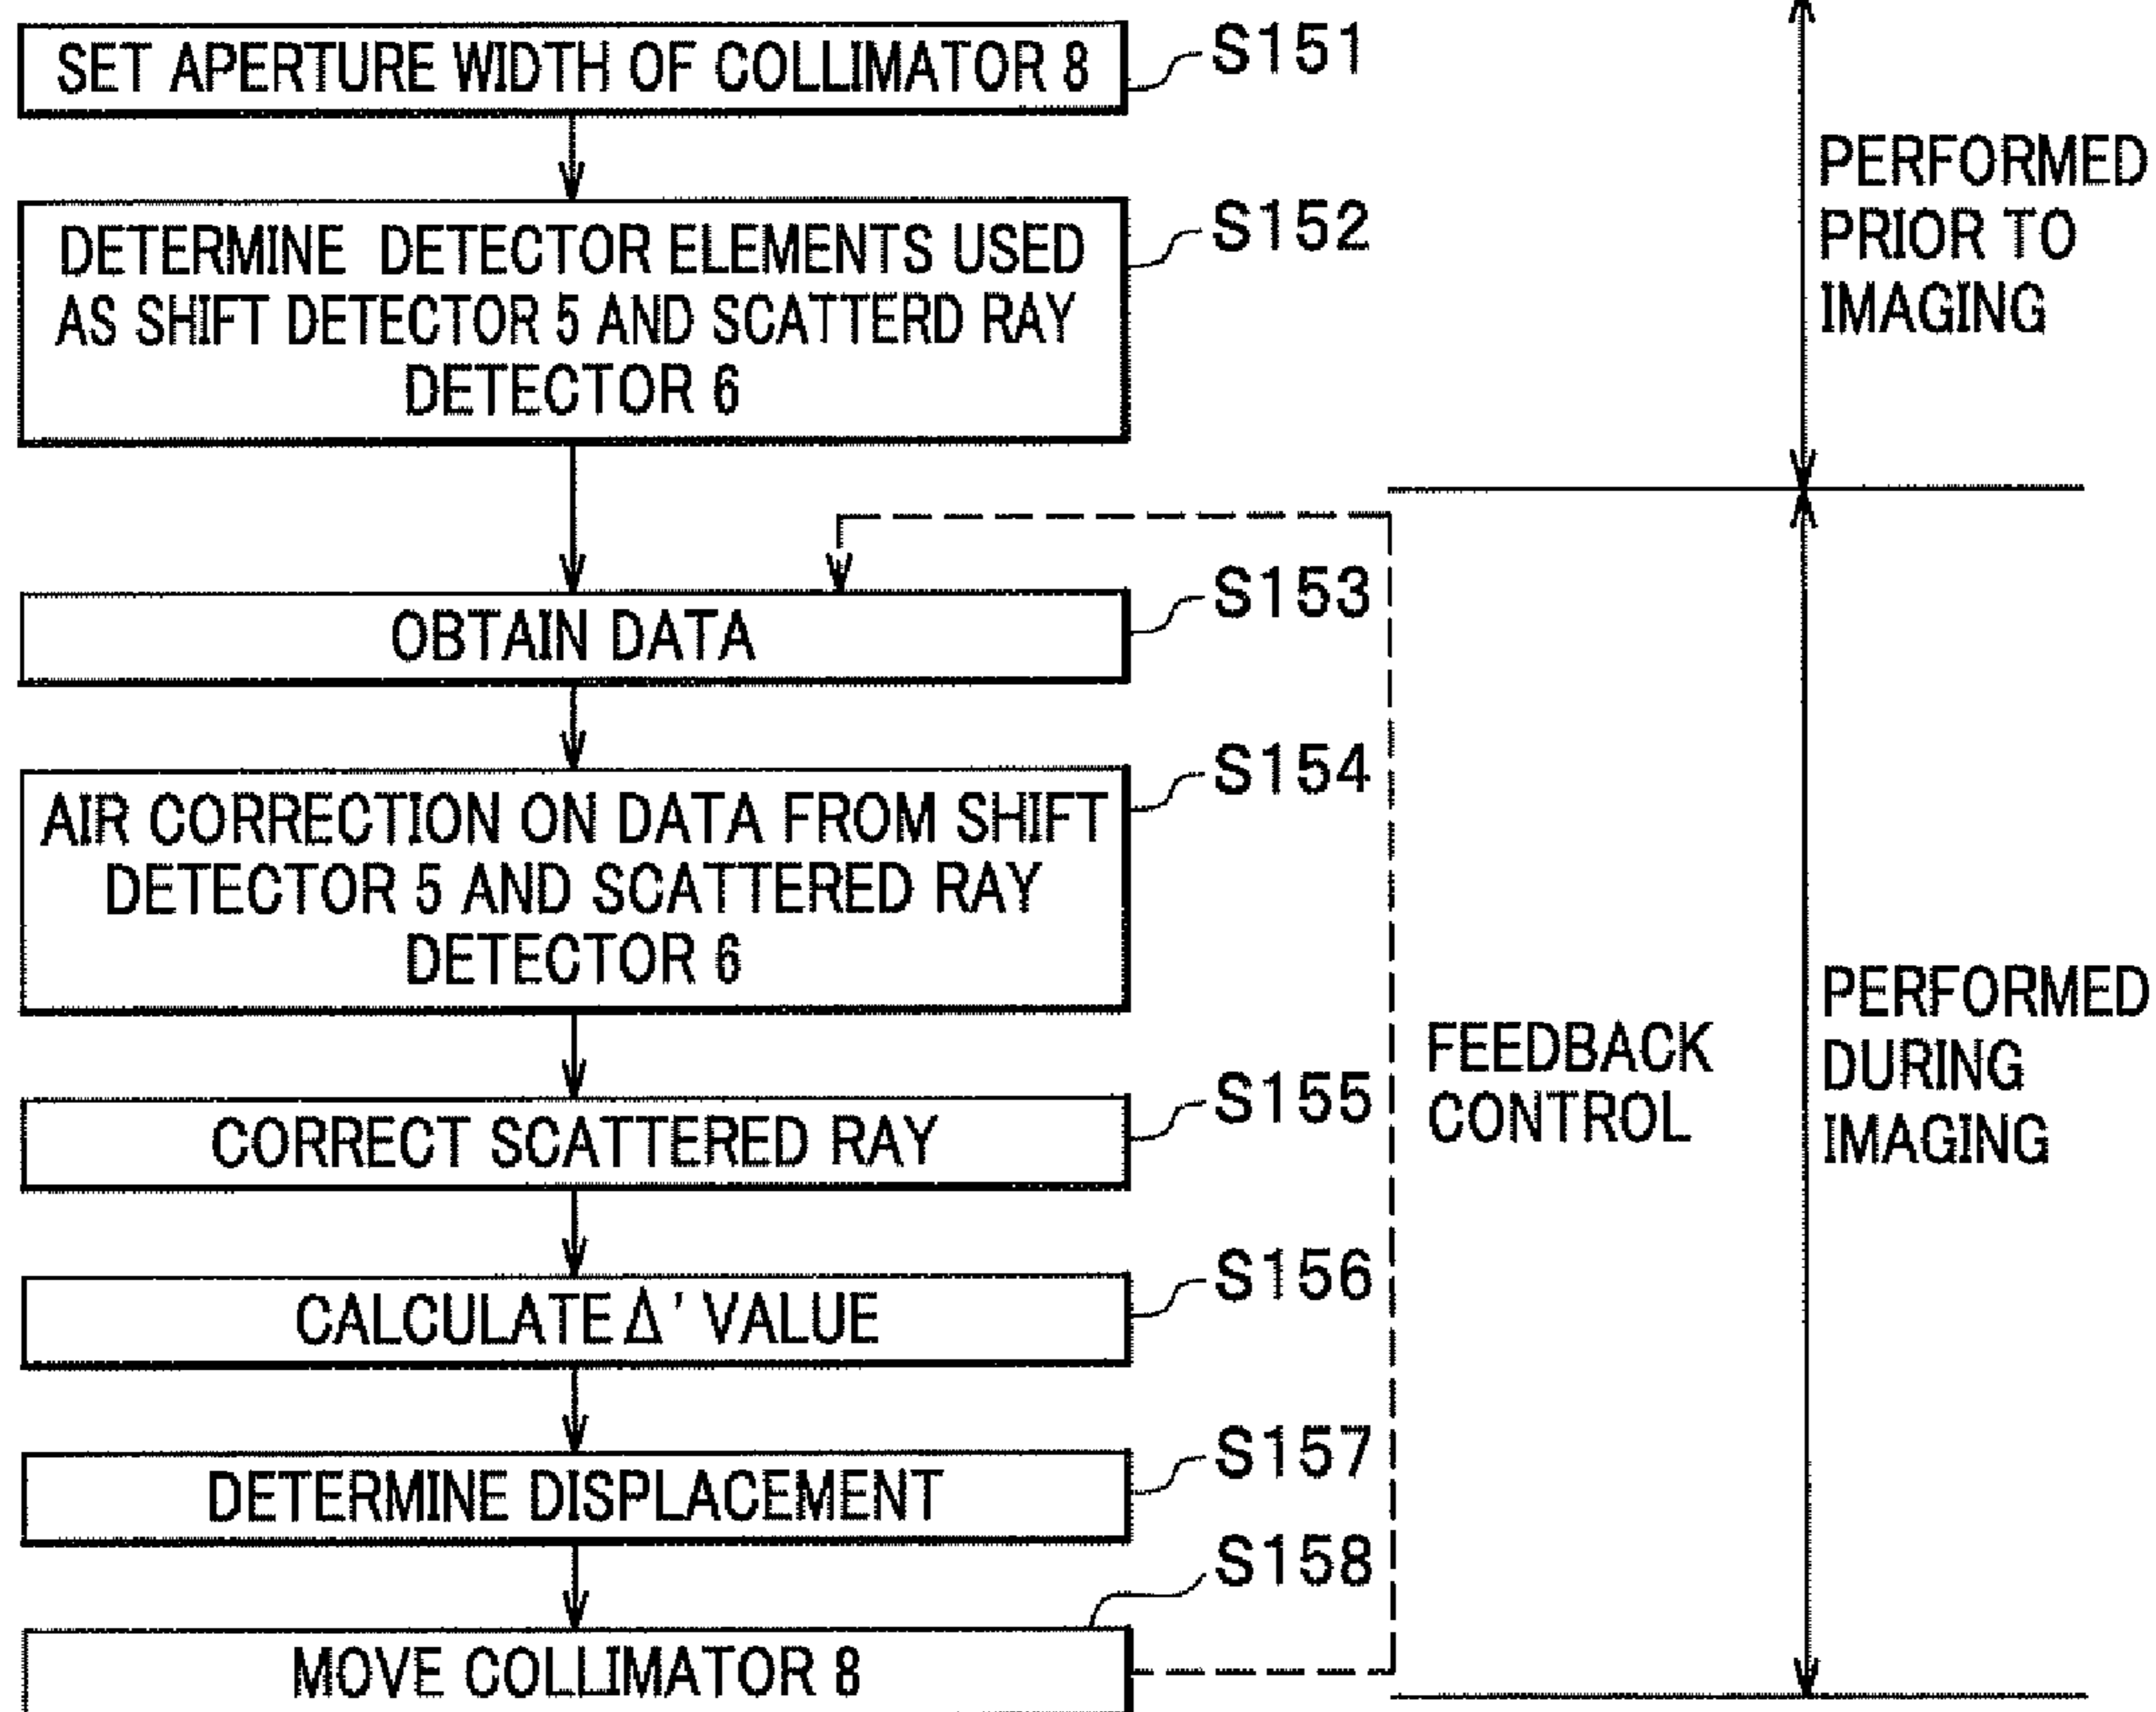 SET APERTURE WIDTH OF COLLIMATOR 8
S151
PERFORMED
PRIOR TO
IMAGING
DETERMINE DETECTOR ELEMENTS USED
AS SHIFT DETECTOR 5 AND SCATTERD RAY
DETECTOR 6
S152
OBTAIN DATA
S153
AIR CORRECTION ON DATA FROM SHIFT
DETECTOR 5 AND SCATTERED RAY
DETECTOR 6
S154
CORRECT SCATTERED RAY
S155
FEEDBACK
CONTROL
PERFORMED
DURING
IMAGING
CALCULATE Δ' VALUE
S156
DETERMINE DISPLACEMENT
S157
MOVE COLLIMATOR 8
S158